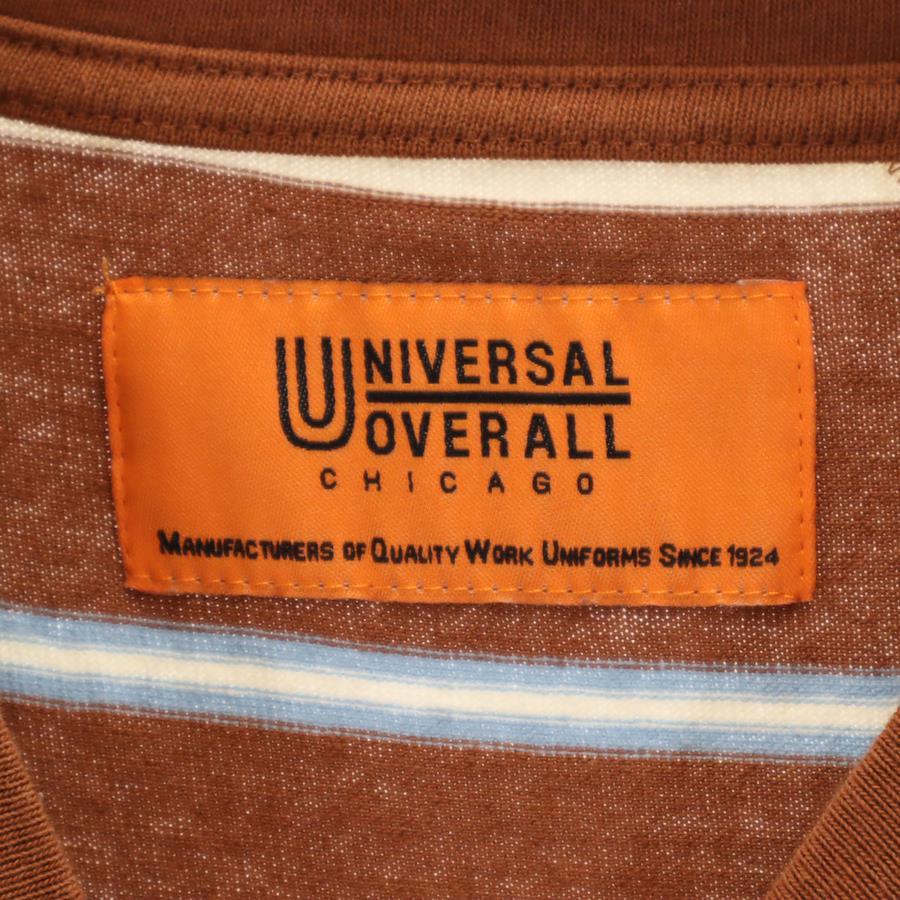 UNIVERSAL
OVERALL
CHICAGO
MANUFACTURERS OF QUALITY WORK UNIFORMS SINCE 1924